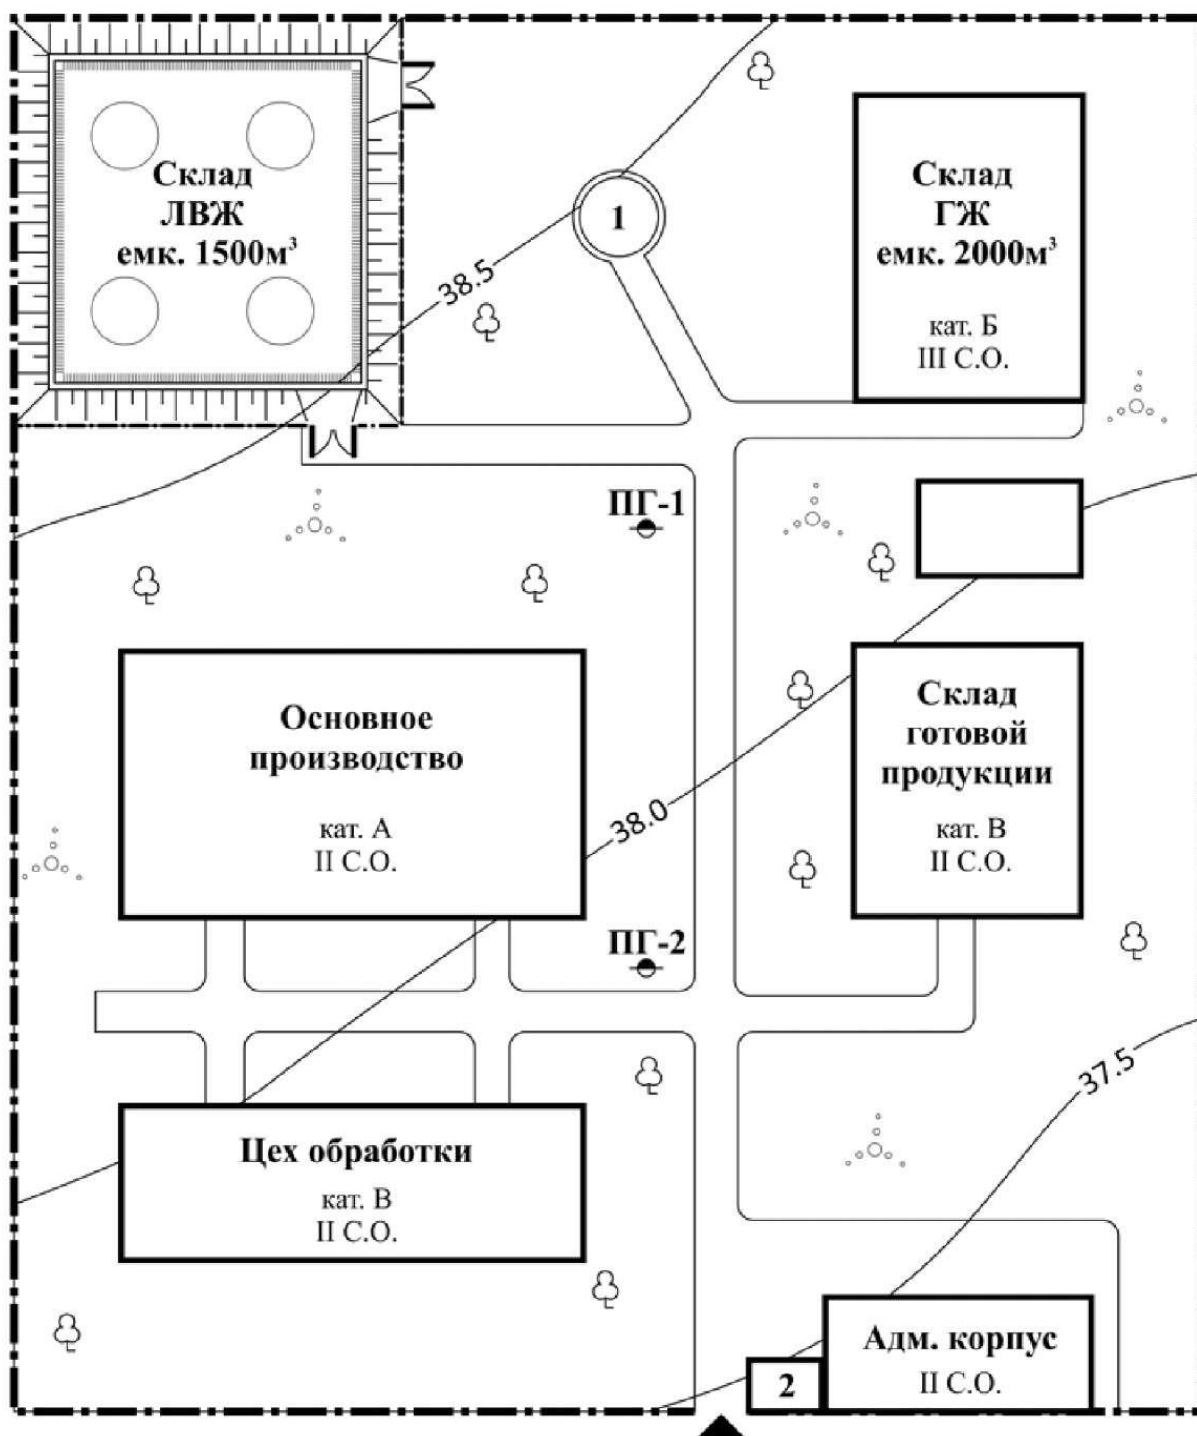 Склад
ЛВЖ
емк. 1500м³
1
Склад
ГЖ
емк. 2000м³
кат. Б
III С.О.
38.5
ПГ-1
Основное
производство
кат. А
II С.О.
38.0
Склад
готовой
продукции
кат. В
II С.О.
ПГ-2
37.5
Цех обработки
кат. В
II С.О.
2
Адм. корпус
II С.О.